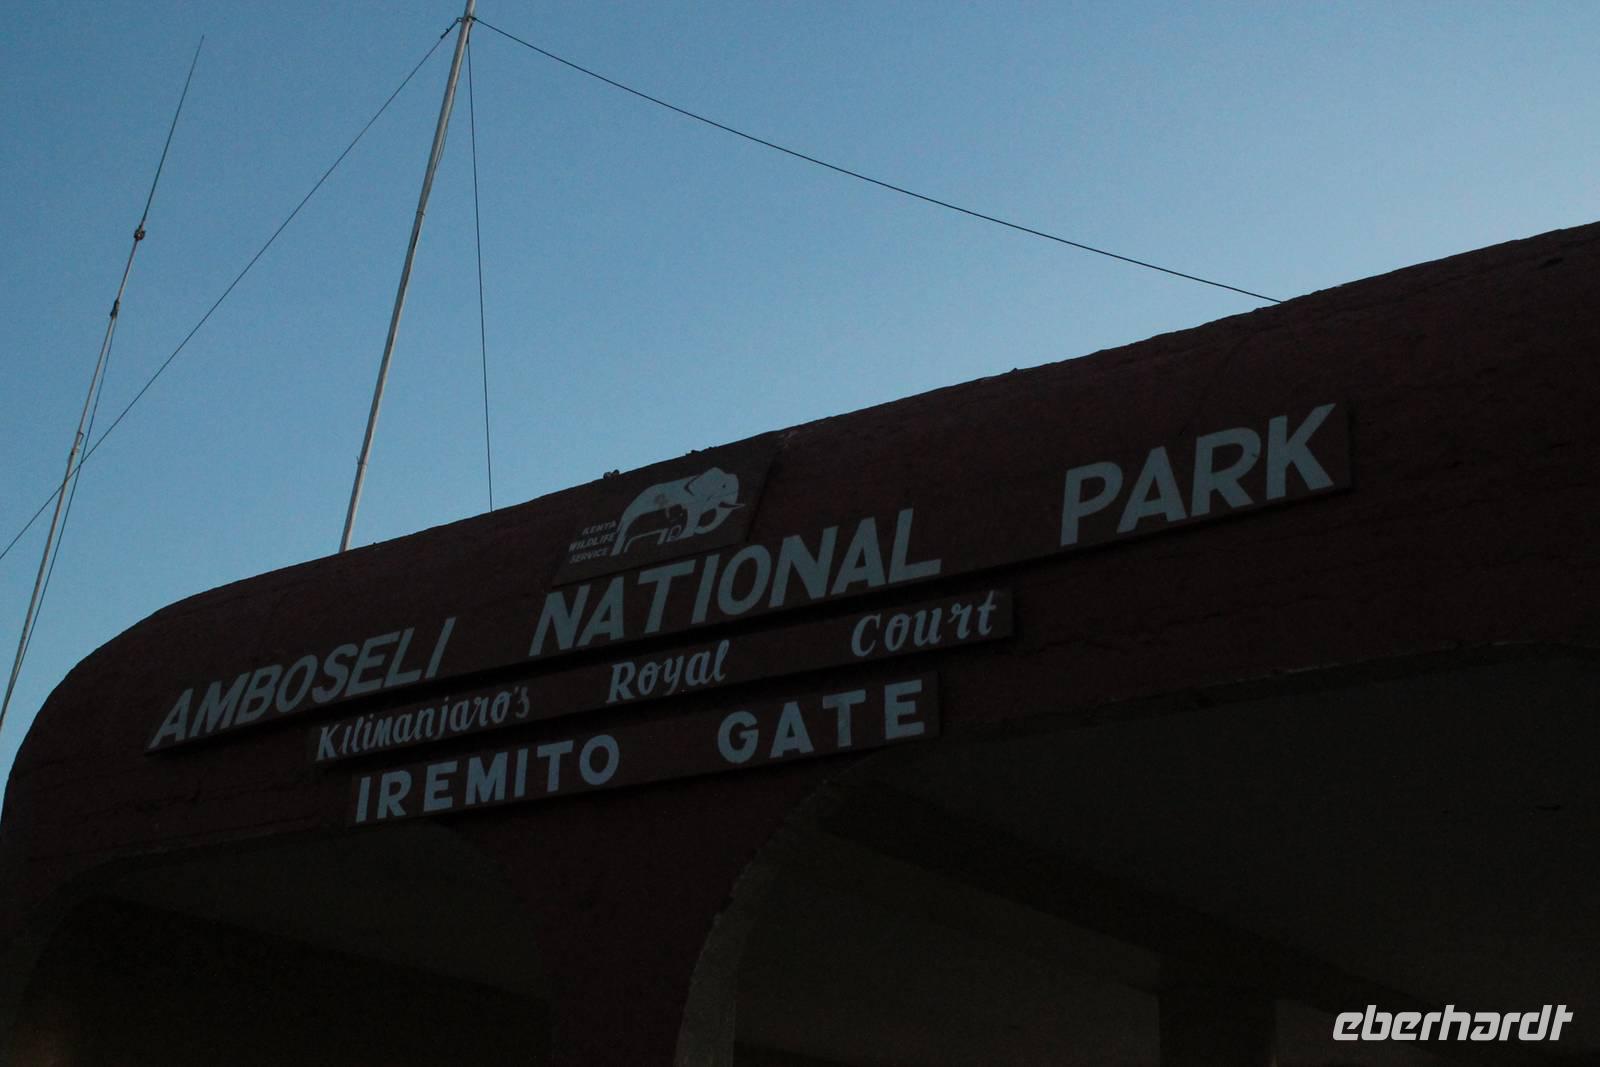 KENYA
WILDLIFE
SERVICE
AMBOSELI NATIONAL PARK
Kilimanjaro's Royal Court
IREMITO GATE
eberhardt